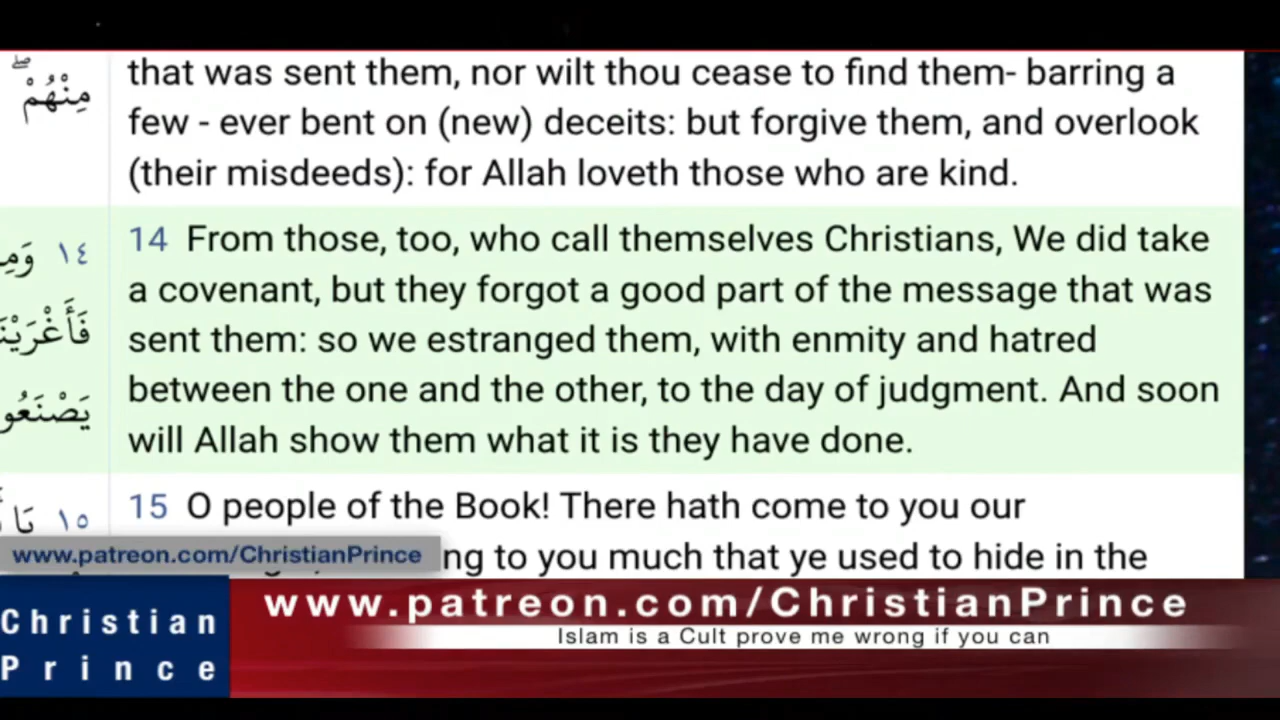 مِنْهُمْ ۖ
that was sent them, nor wilt thou cease to find them- barring a
few - ever bent on (new) deceits: but forgive them, and overlook
(their misdeeds): for Allah loveth those who are kind.
١٤
14 From those, too, who call themselves Christians, We did take
a covenant, but they forgot a good part of the message that was
sent them: so we estranged them, with enmity and hatred
between the one and the other, to the day of judgment. And soon
will Allah show them what it is they have done.
١٥
15 O people of the Book! There hath come to you our
ng to you much that ye used to hide in the
www.patreon.com/ChristianPrince
Christian
Prince
www.patreon.com/ChristianPrince
Islam is a Cult prove me wrong if you can